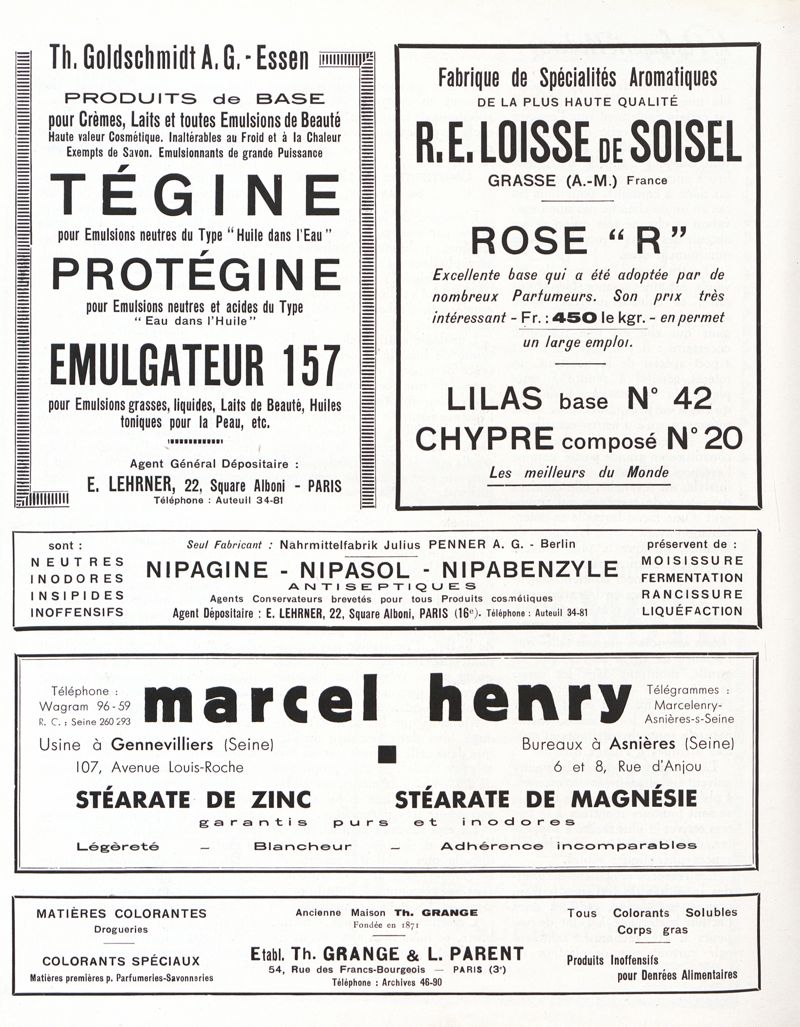 Th. Goldschmidt A. G. - Essen
PRODUITS de BASE
pour Crèmes, Laits et toutes Emulsions de Beauté
Haute valeur Cosmétique. Inaltérables au Froid et à la Chaleur
Exempts de Savon. Emulsionnants de grande Puissance
TÉGINE
pour Emulsions neutres du Type " Huile dans l'Eau "
PROTÉGINE
pour Emulsions neutres et acides du Type
" Eau dans l'Huile "
EMULGATEUR 157
pour Emulsions grasses, liquides, Laits de Beauté, Huiles
toniques pour la Peau, etc.
Agent Général Dépositaire :
E. LEHRNER, 22, Square Alboni - PARIS
Téléphone : Auteuil 34-81
Fabrique de Spécialités Aromatiques
DE LA PLUS HAUTE QUALITÉ
R. E. LOISSE DE SOISEL
GRASSE (A.-M.) France
ROSE " R "
Excellente base qui a été adoptée par de
nombreux Parfumeurs. Son prix très
intéressant - Fr. : 450 le kgr. - en permet
un large emploi.
LILAS base N° 42
CHYPRE composé N° 20
Les meilleurs du Monde
sont :
NEUTRES
INODORES
INSIPIDES
INOFFENSIFS
Seul Fabricant : Nahrmittelfabrik Julius PENNER A. G. - Berlin
NIPAGINE - NIPASOL - NIPABENZYLE
ANTISEPTIQUES
Agents Conservateurs brevetés pour tous Produits cosmétiques
Agent Dépositaire : E. LEHRNER, 22, Square Alboni, PARIS (16e). Téléphone : Auteuil 34-81
préservent de :
MOISISSURE
FERMENTATION
RANCISSURE
LIQUÉFACTION
Téléphone :
Wagram 96-59
R. C. : Seine 260 293
marcel henry
Télégrammes :
Marcelenry-
Asnières-s-Seine
Usine à Gennevilliers (Seine)
107, Avenue Louis-Roche
Bureaux à Asnières (Seine)
6 et 8, Rue d'Anjou
STÉARATE DE ZINC STÉARATE DE MAGNÉSIE
garantis purs et inodores
Légèreté - Blancheur - Adhérence incomparables
MATIÈRES COLORANTES
Drogueries
COLORANTS SPÉCIAUX
Matières premières p. Parfumeries-Savonneries
Ancienne Maison Th. GRANGE
Fondée en 1871
Etabl. Th. GRANGE & L. PARENT
54, Rue des Francs-Bourgeois — PARIS (3e)
Téléphone : Archives 46-90
Tous Colorants Solubles
Corps gras
Produits Inoffensifs
pour Denrées Alimentaires